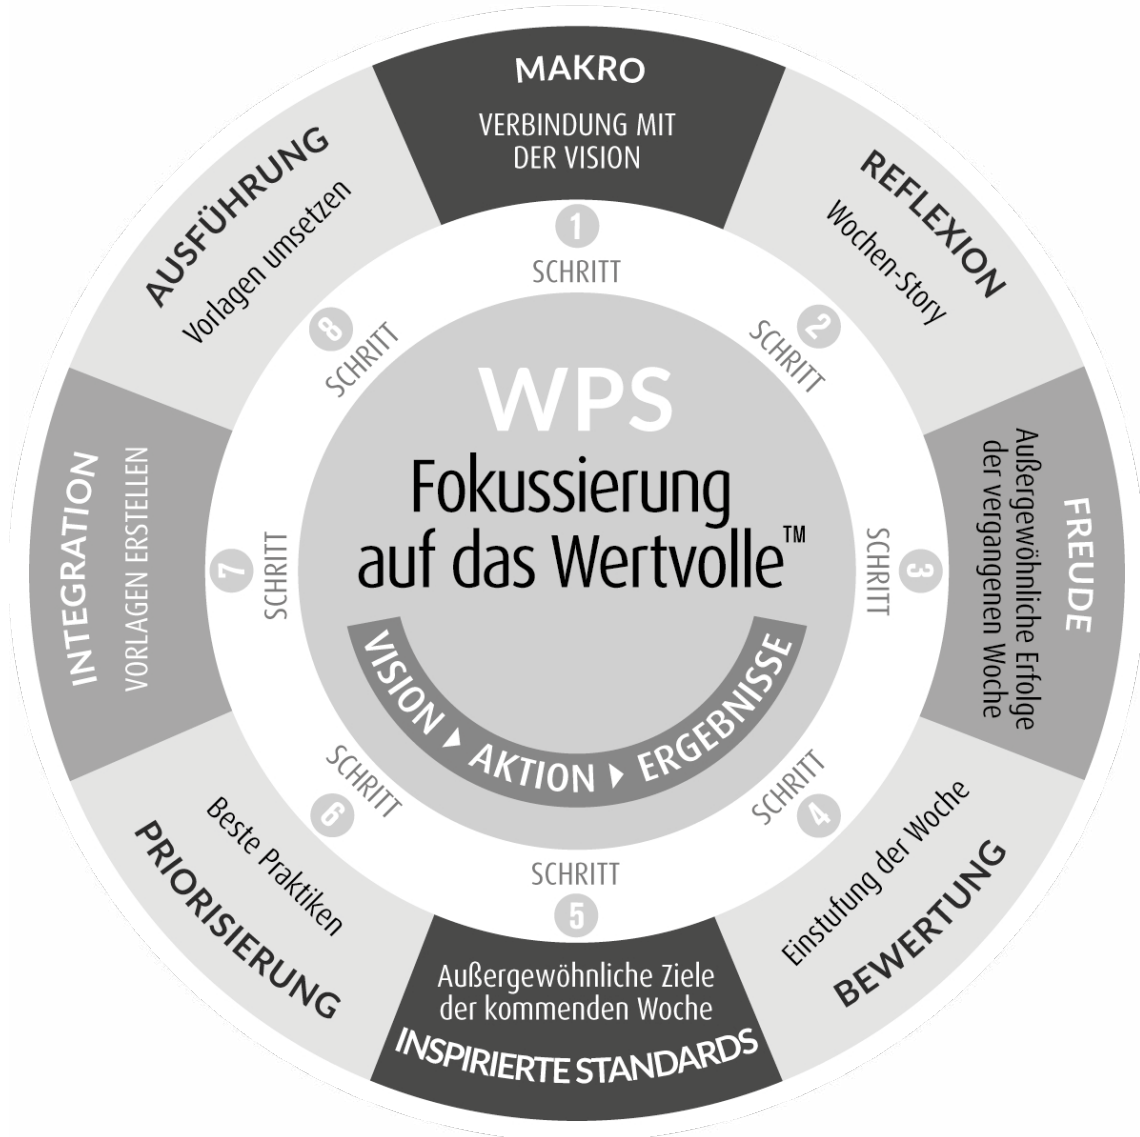 WPS
Fokussierung
auf das Wertvolle™
VISION ▸ AKTION ▸ ERGEBNISSE
MAKRO
VERBINDUNG MIT
DER VISION
1
SCHRITT
REFLEXION
Wochen-Story
2
SCHRITT
FREUDE
Außergewöhnliche Erfolge
der vergangenen Woche
3
SCHRITT
SCHRITT
4
Einstufung der Woche
BEWERTUNG
SCHRITT
5
Außergewöhnliche Ziele
der kommenden Woche
INSPIRIERTE STANDARDS
SCHRITT
6
Beste Praktiken
PRIORISIERUNG
INTEGRATION
VORLAGEN ERSTELLEN
7
SCHRITT
AUSFÜHRUNG
Vorlagen umsetzen
8
SCHRITT